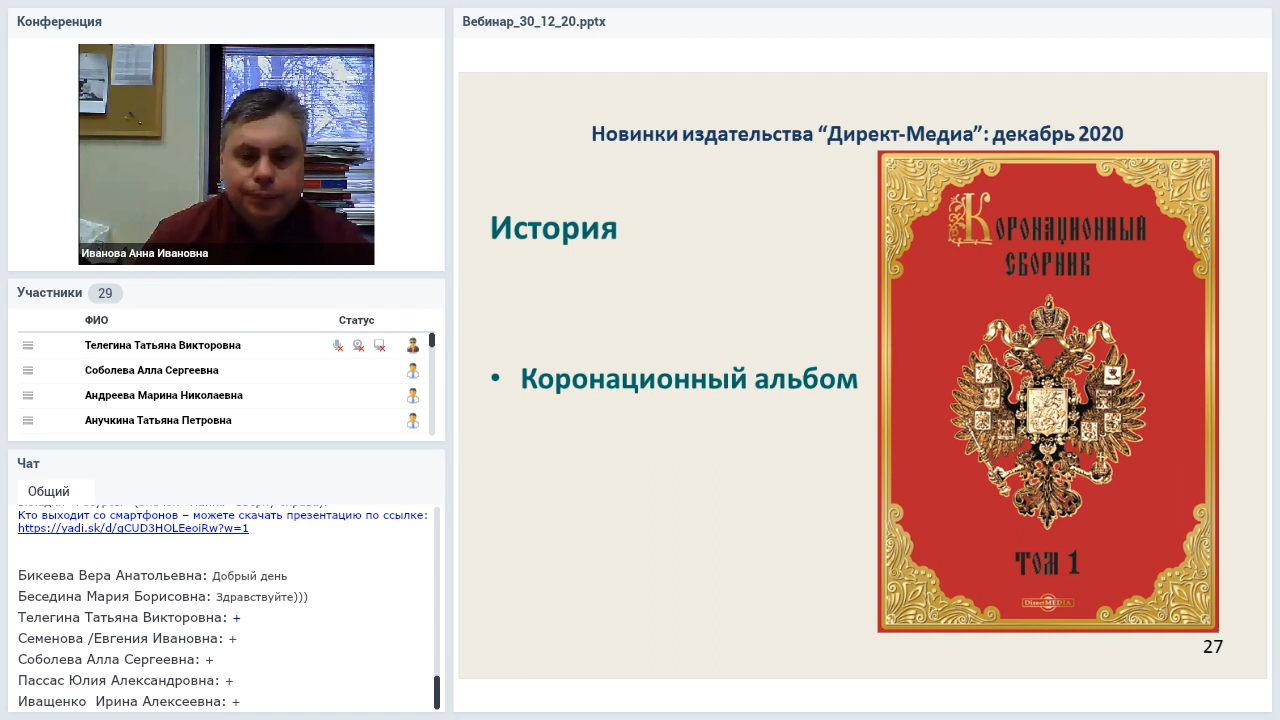 Конференция
Иванова Анна Ивановна
Участники 29
ФИО Статус
Телегина Татьяна Викторовна
Соболева Алла Сергеевна
Андреева Марина Николаевна
Анучкина Татьяна Петровна
Чат
Общий
Кто выходит со смартфонов – можете скачать презентацию по ссылке:
https://yadi.sk/d/gCUD3HOLEeoiRw?w=1
Бикеева Вера Анатольевна: Добрый день
Беседина Мария Борисовна: Здравствуйте)))
Телегина Татьяна Викторовна: +
Семенова /Евгения Ивановна: +
Соболева Алла Сергеевна: +
Пассас Юлия Александровна: +
Иващенко Ирина Алексеевна: +
Вебинар_30_12_20.pptx
Новинки издательства “Директ-Медиа”: декабрь 2020
История
• Коронационный альбом
Коронационный
сборник
том 1
DirectMEDIA
27